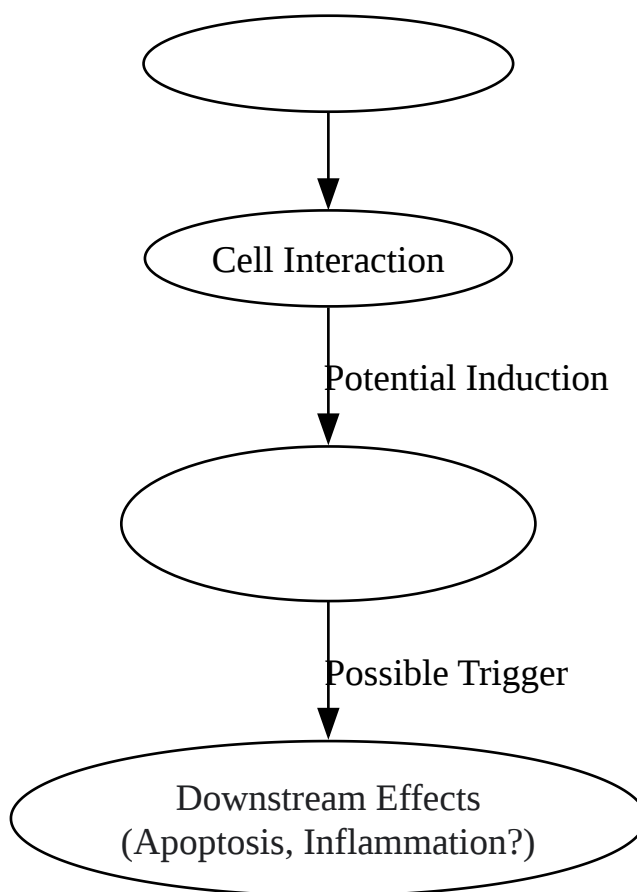 Cell Interaction
Potential Induction
Possible Trigger
Downstream Effects
(Apoptosis, Inflammation?)